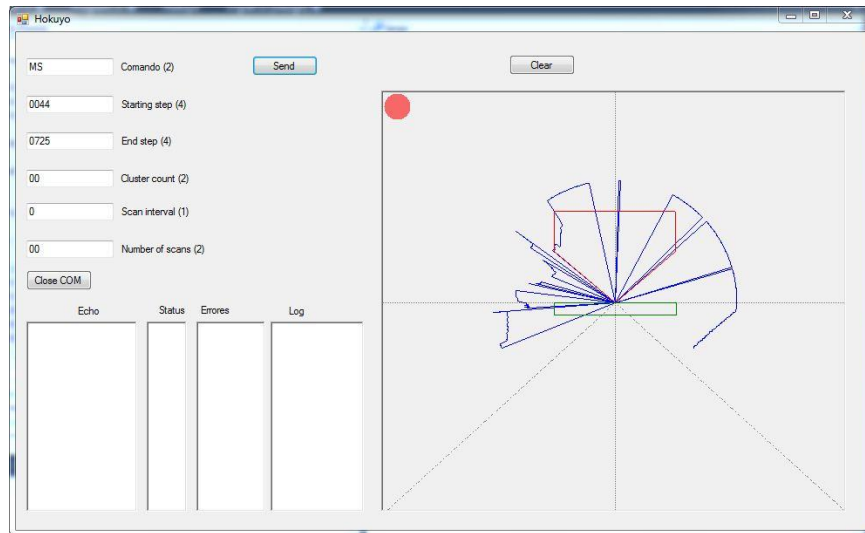 Hokuyo
MS Comando (2) Send Clear
0044 Starting step (4)
0725 End step (4)
00 Cluster count (2)
0 Scan interval (1)
00 Number of scans (2)
Close COM
Echo Status Errores Log